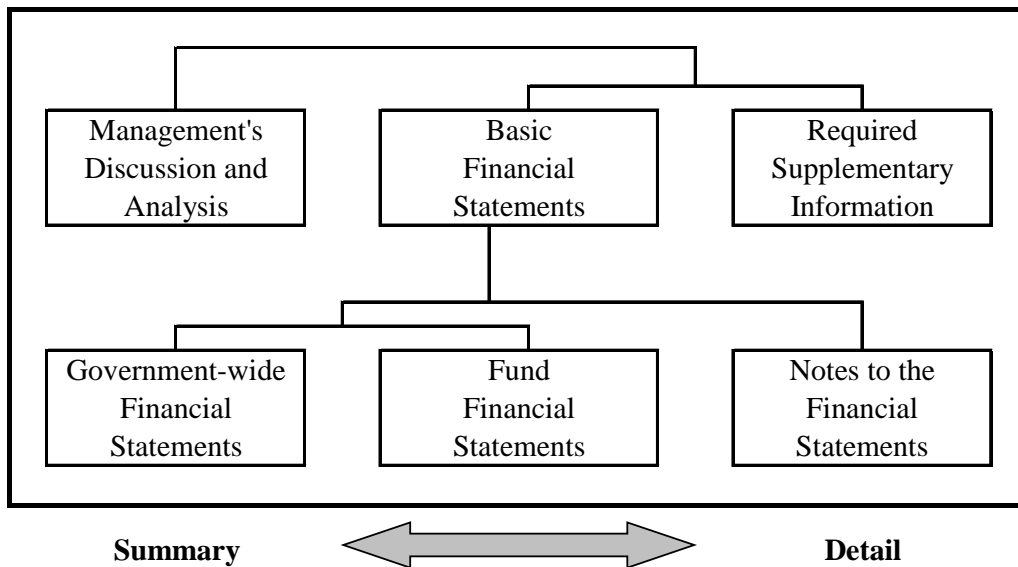 Management's
Discussion and
Analysis
Basic
Financial
Statements
Required
Supplementary
Information
Government-wide
Financial
Statements
Fund
Financial
Statements
Notes to the
Financial
Statements
Summary
Detail